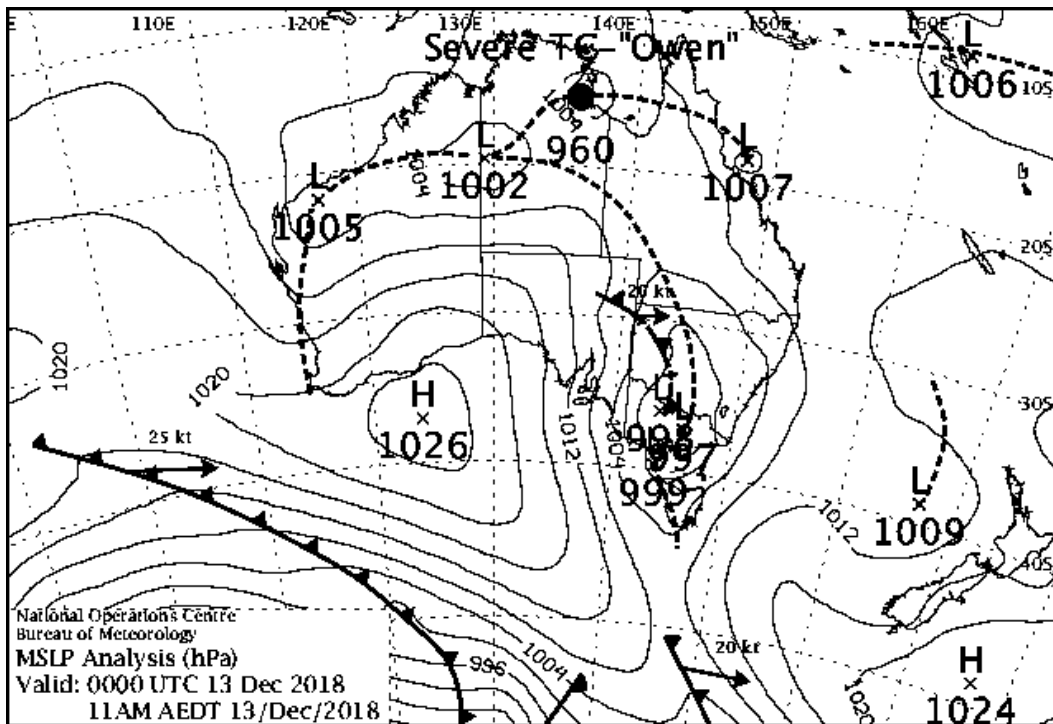 110E 120E 130E 140E 150E 160E
Severe TC "Owen"
L
1006
10S
1004
960
L
1007
L
1002
1004
L
1005
20S
20 kt
1020
1020
H
1026
1012
1004
30S
999
25 kt
L
1009
1012
40S
National Operations Centre
Bureau of Meteorology
MSLP Analysis (hPa)
Valid: 0000 UTC 13 Dec 2018
11AM AEDT 13/Dec/2018
996
1004
20 kt
H
1024
1020